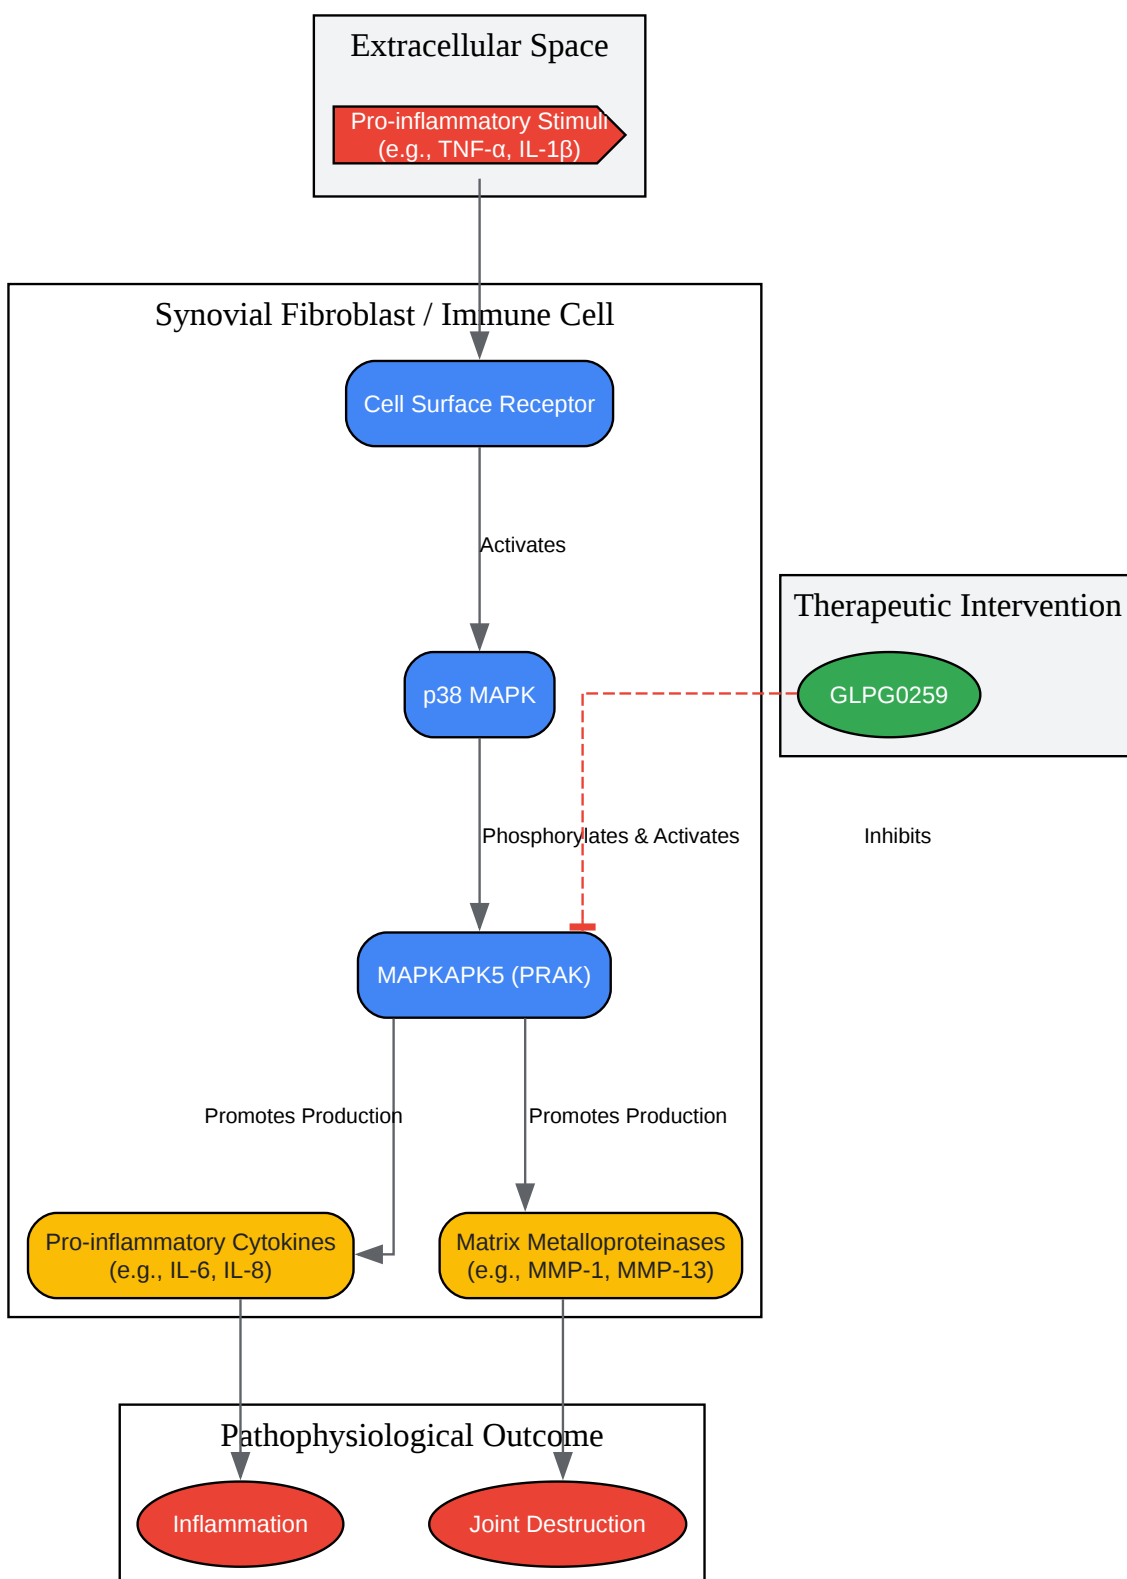 Extracellular Space
Pro-inflammatory Stimuli
(e.g., TNF-α, IL-1β)
Synovial Fibroblast / Immune Cell
Cell Surface Receptor
Activates
Therapeutic Intervention
p38 MAPK
GLPG0259
Phosphorylates & Activates
Inhibits
MAPKAPK5 (PRAK)
Promotes Production
Promotes Production
Pro-inflammatory Cytokines
(e.g., IL-6, IL-8)
Matrix Metalloproteinases
(e.g., MMP-1, MMP-13)
Pathophysiological Outcome
Inflammation
Joint Destruction